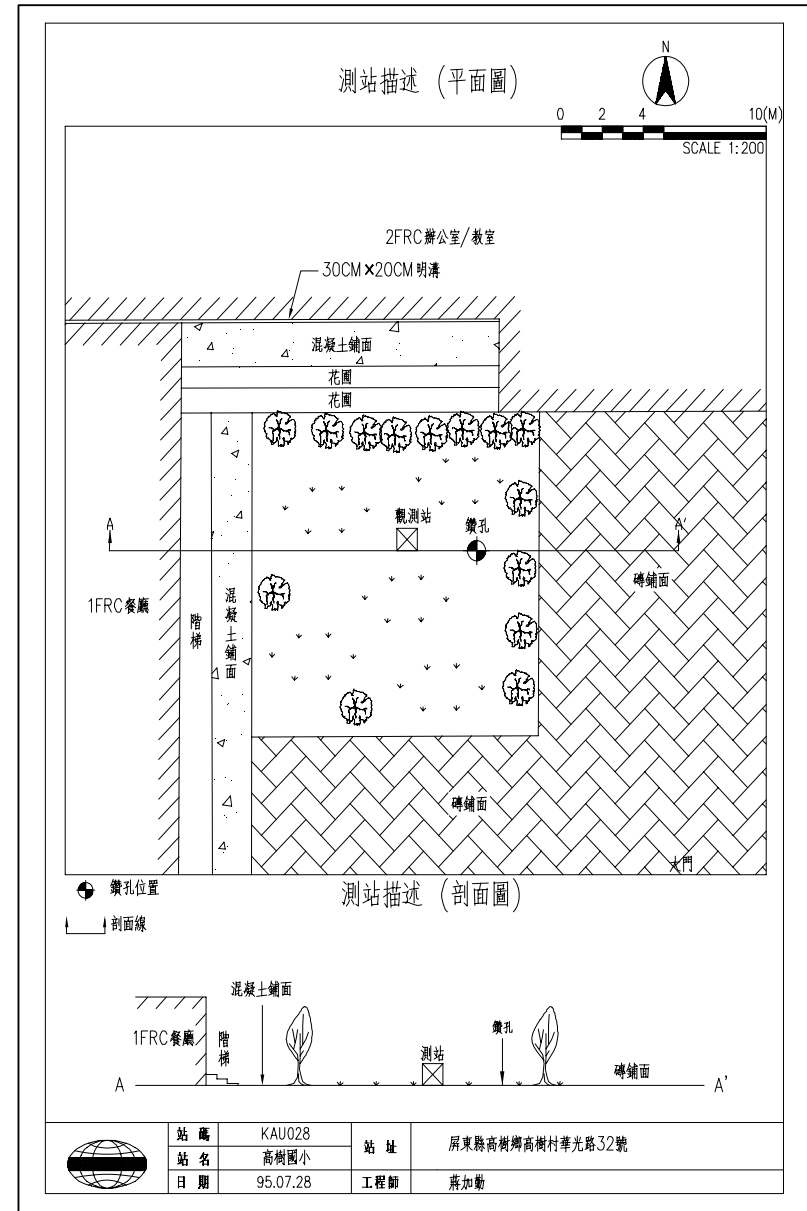 測站描述 (平面圖)
N
0 2 4 10(M)
SCALE 1:200
2FRC辦公室/教室
30CM×20CM明溝
混凝土鋪面
花圃
花圃
A
觀測站
鑽孔
A'
磚鋪面
1FRC餐廳
階梯
混凝土鋪面
磚鋪面
大門
鑽孔位置
剖面線
測站描述 (剖面圖)
混凝土鋪面
1FRC餐廳
階梯
測站
鑽孔
磚鋪面
A
A'
站碼 KAU028
站址 屏東縣高樹鄉高樹村華光路32號
站名 高樹國小
日期 95.07.28
工程師 蔣加勤